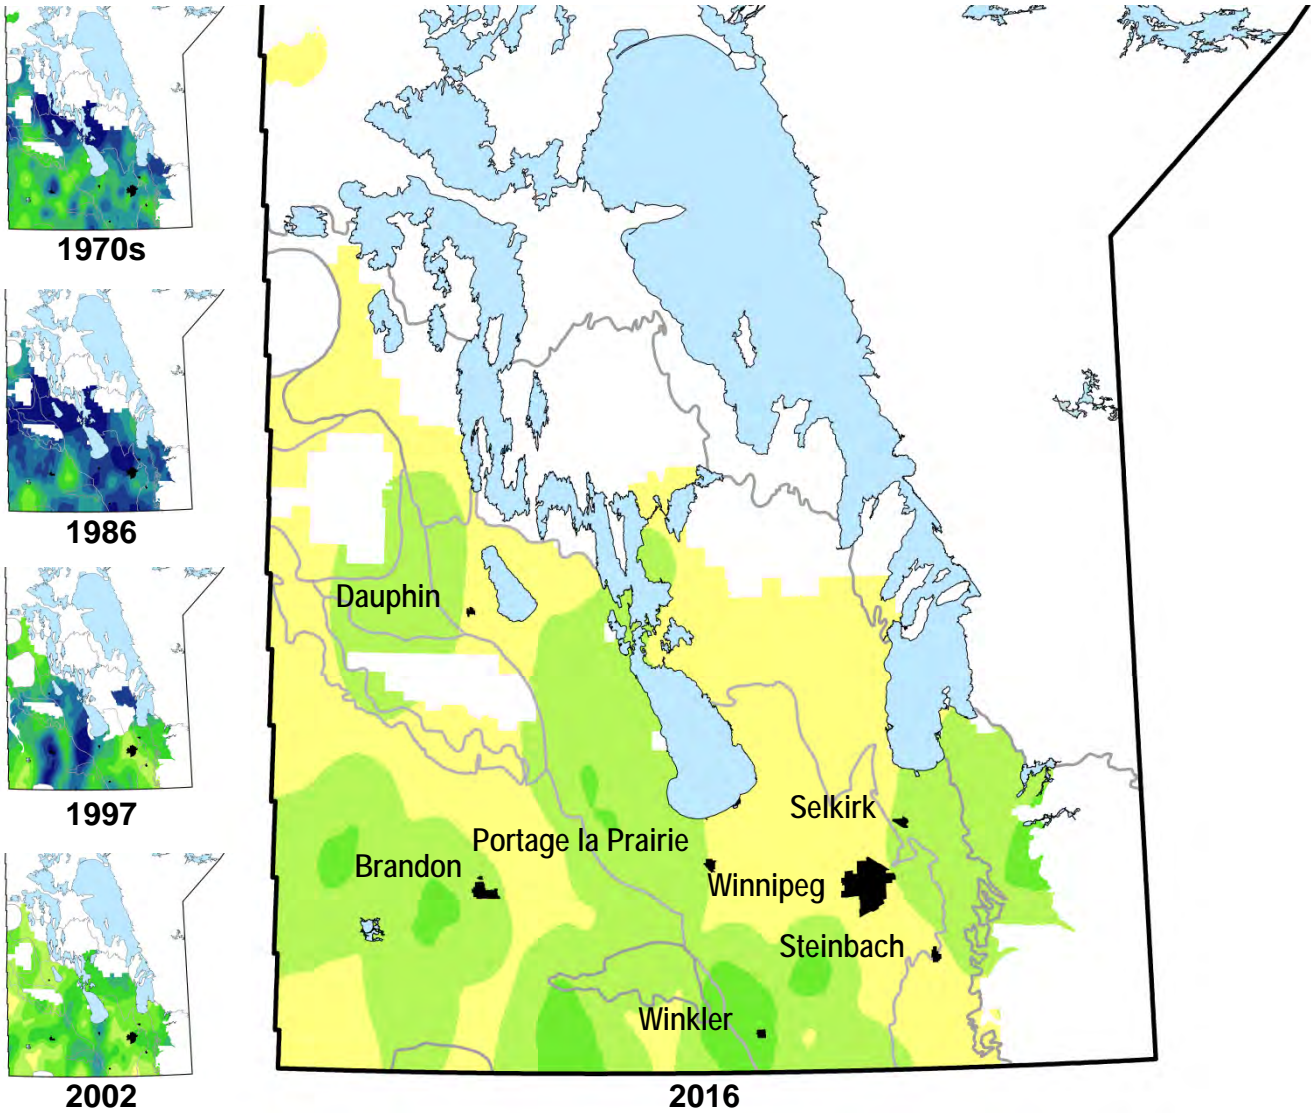 1970s
1986
1997
2002
Dauphin
Selkirk
Portage la Prairie
Brandon
Winnipeg
Steinbach
Winkler
2016